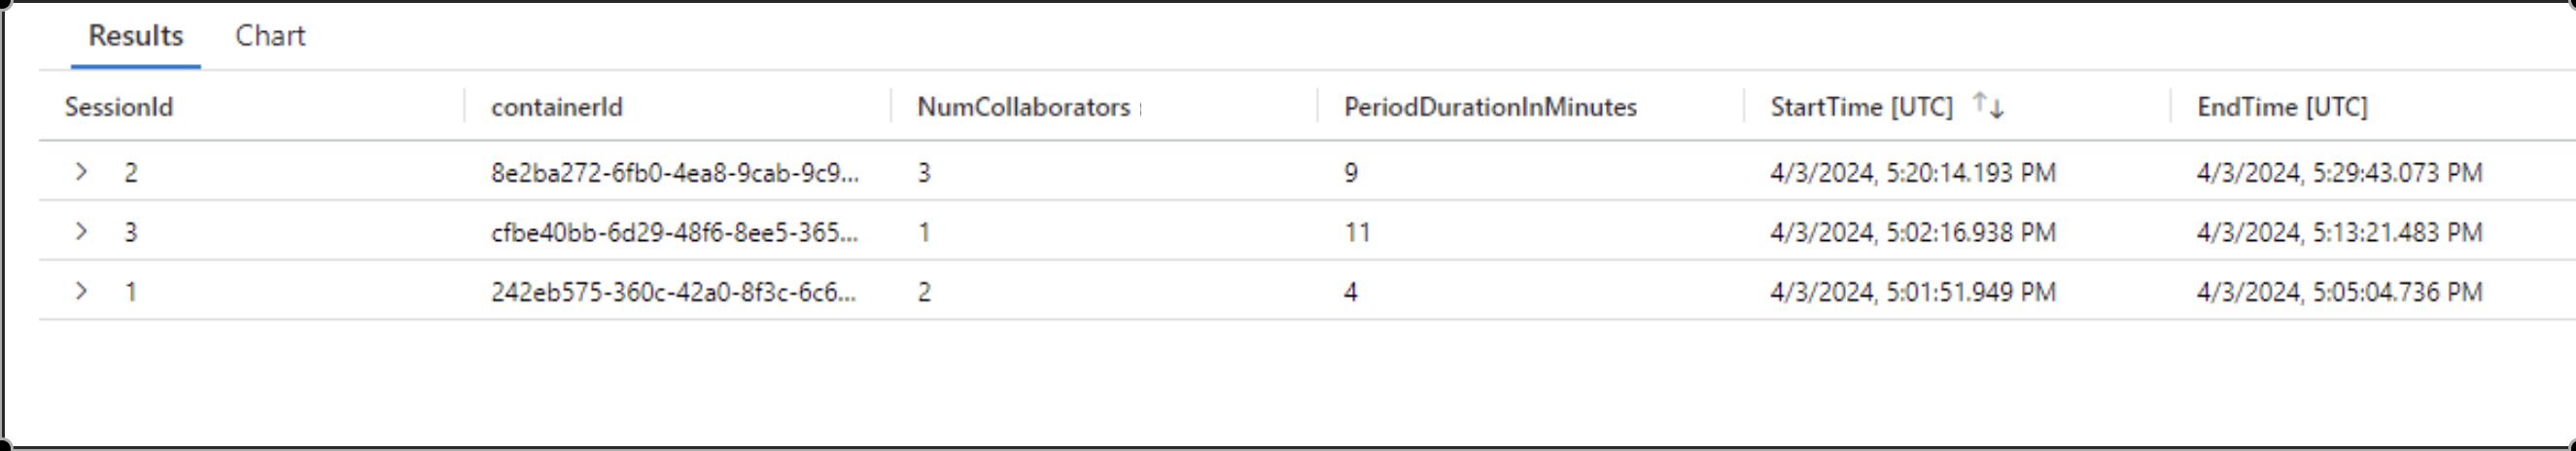 Results Chart
SessionId containerId NumCollaborators PeriodDurationInMinutes StartTime [UTC] ↑↓ EndTime [UTC]
> 2 8e2ba272-6fb0-4ea8-9cab-9c9... 3 9 4/3/2024, 5:20:14.193 PM 4/3/2024, 5:29:43.073 PM
> 3 cfbe40bb-6d29-48f6-8ee5-365... 1 11 4/3/2024, 5:02:16.938 PM 4/3/2024, 5:13:21.483 PM
> 1 242eb575-360c-42a0-8f3c-6c6... 2 4 4/3/2024, 5:01:51.949 PM 4/3/2024, 5:05:04.736 PM